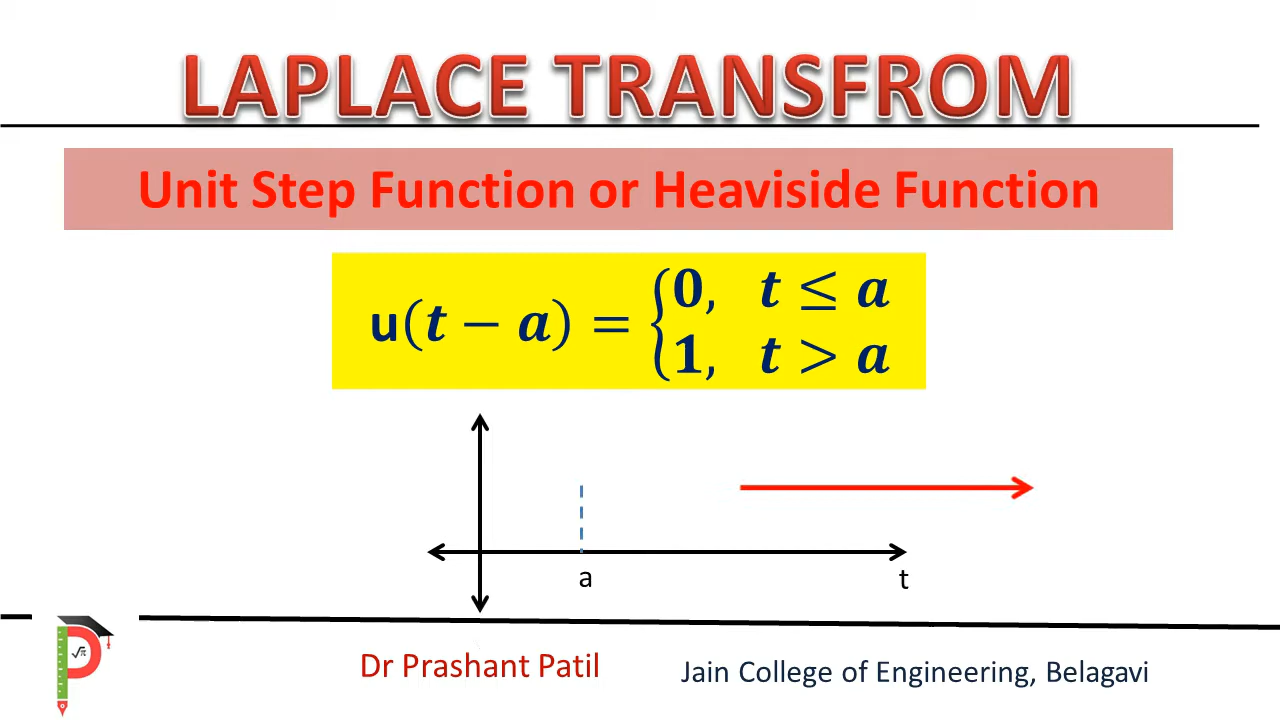 LAPLACE TRANSFROM
Unit Step Function or Heaviside Function
u(t − a) = {0, t ≤ a
1, t > a
a
t
√π
Dr Prashant Patil
Jain College of Engineering, Belagavi